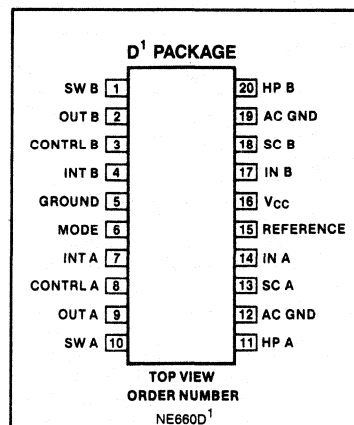 D¹ PACKAGE
SW B 1 20 HP B
OUT B 2 19 AC GND
CONTRL B 3 18 SC B
INT B 4 17 IN B
GROUND 5 16 VCC
MODE 6 15 REFERENCE
INT A 7 14 IN A
CONTRL A 8 13 SC A
OUT A 9 12 AC GND
SW A 10 11 HP A
TOP VIEW
ORDER NUMBER
NE660D¹